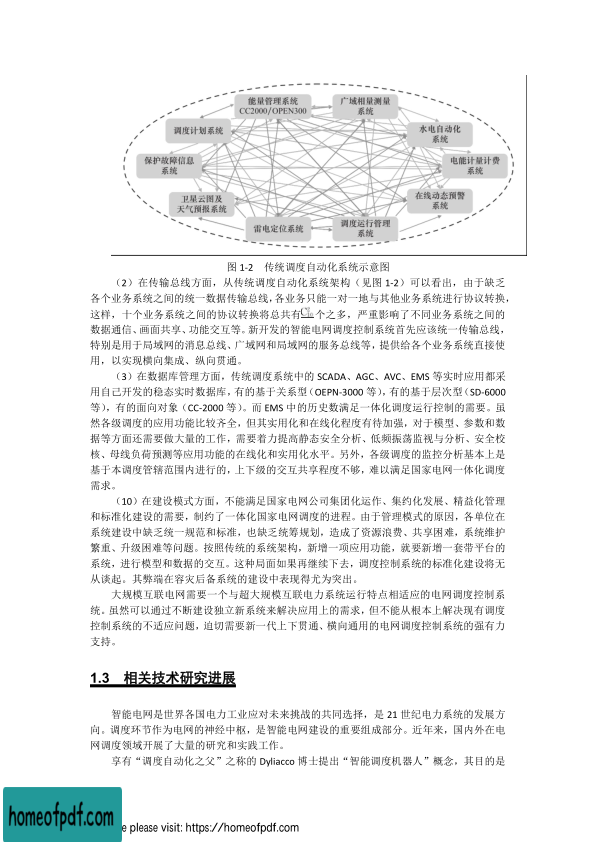 能量管理系统
CC2000/OPEN300
广域相量测量
系统
调度计划系统
水电自动化
系统
保护故障信息
系统
电能计量计费
系统
卫星云图及
天气预报系统
在线动态预警
系统
雷电定位系统
调度运行管理
系统
图 1-2 传统调度自动化系统示意图
（2）在传输总线方面，从传统调度自动化系统架构（见图 1-2）可以看出，由于缺乏
各个业务系统之间的统一数据传输总线，各业务只能一对一地与其他业务系统进行协议转换，
这样，十个业务系统之间的协议转换将总共有 个之多，严重影响了不同业务系统之间的
数据通信、画面共享、功能交互等。新开发的智能电网调度控制系统首先应该统一传输总线，
特别是用于局域网的消息总线、广域网和局域网的服务总线等，提供给各个业务系统直接使
用，以实现横向集成、纵向贯通。
（3）在数据库管理方面，传统调度系统中的 SCADA、AGC、AVC、EMS 等实时应用都采
用自己开发的稳态实时数据库，有的基于关系型（OEPN-3000 等），有的基于层次型（SD-6000
等），有的面向对象（CC-2000 等）。而 EMS 中的历史数满足一体化调度运行控制的需要。虽
然各级调度的应用功能比较齐全，但其实用化和在线化程度有待加强，对于模型、参数和数
据等方面还需要做大量的工作，需要着力提高静态安全分析、低频振荡监视与分析、安全校
核、母线负荷预测等应用功能的在线化和实用化水平。另外，各级调度的监控分析基本上是
基于本调度管辖范围内进行的，上下级的交互共享程度不够，难以满足国家电网一体化调度
需求。
（10）在建设模式方面，不能满足国家电网公司集团化运作、集约化发展、精益化管理
和标准化建设的需要，制约了一体化国家电网调度的进程。由于管理模式的原因，各单位在
系统建设中缺乏统一规范和标准，也缺乏统筹规划，造成了资源浪费、共享困难，系统维护
繁重、升级困难等问题。按照传统的系统架构，新增一项应用功能，就要新增一套带平台的
系统，进行模型和数据的交互。这种局面如果再继续下去，调度控制系统的标准化建设将无
从谈起。其弊端在容灾后备系统的建设中表现得尤为突出。
大规模互联电网需要一个与超大规模互联电力系统运行特点相适应的电网调度控制系
统。虽然可以通过不断建设独立新系统来解决应用上的需求，但不能从根本上解决现有调度
控制系统的不适应问题，迫切需要新一代上下贯通、横向通用的电网调度控制系统的强有力
支持。
1.3 相关技术研究进展
智能电网是世界各国电力工业应对未来挑战的共同选择，是 21 世纪电力系统的发展方
向。调度环节作为电网的神经中枢，是智能电网建设的重要组成部分。近年来，国内外在电
网调度领域开展了大量的研究和实践工作。
享有“调度自动化之父”之称的 Dyliacco 博士提出“智能调度机器人”概念，其目的是
homeofpdf.com
e please visit: https://homeofpdf.com